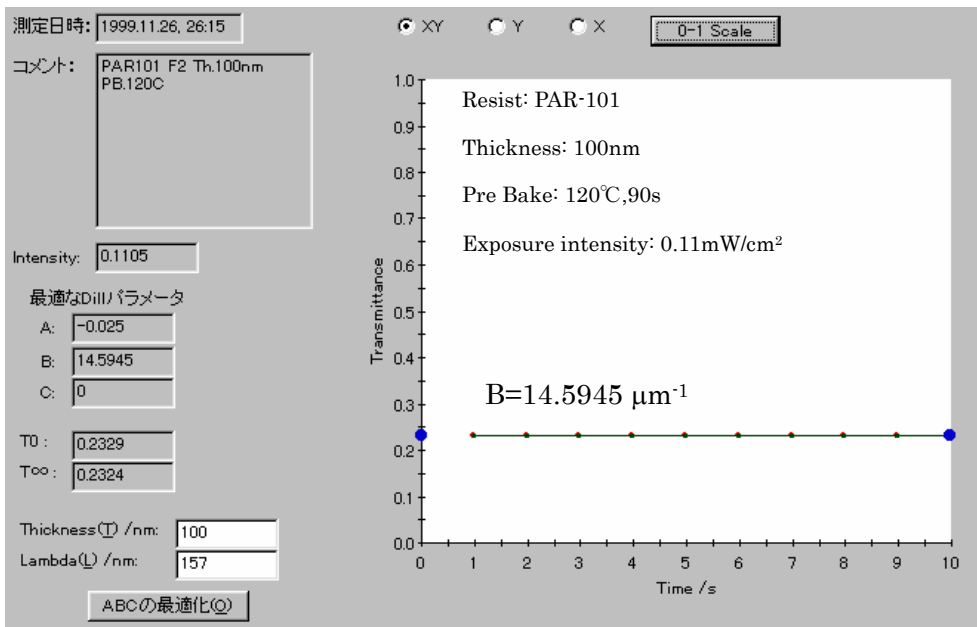 測定日時: 1999.11.26, 26:15
コメント: PAR101 F2 Th.100nm
PB.120C
Intensity: 0.1105
最適なDillパラメータ
A: -0.025
B: 14.5945
C: 0
T0 : 0.2329
T∞ : 0.2324
Thickness(T) /nm: 100
Lambda(L) /nm: 157
ABCの最適化(O)
XY Y X 0-1 Scale
Resist: PAR-101
Thickness: 100nm
Pre Bake: 120℃,90s
Exposure intensity: 0.11mW/cm²
B=14.5945 μm⁻¹
Transmittance
1.0
0.9
0.8
0.7
0.6
0.5
0.4
0.3
0.2
0.1
0.0
0 1 2 3 4 5 6 7 8 9 10
Time /s